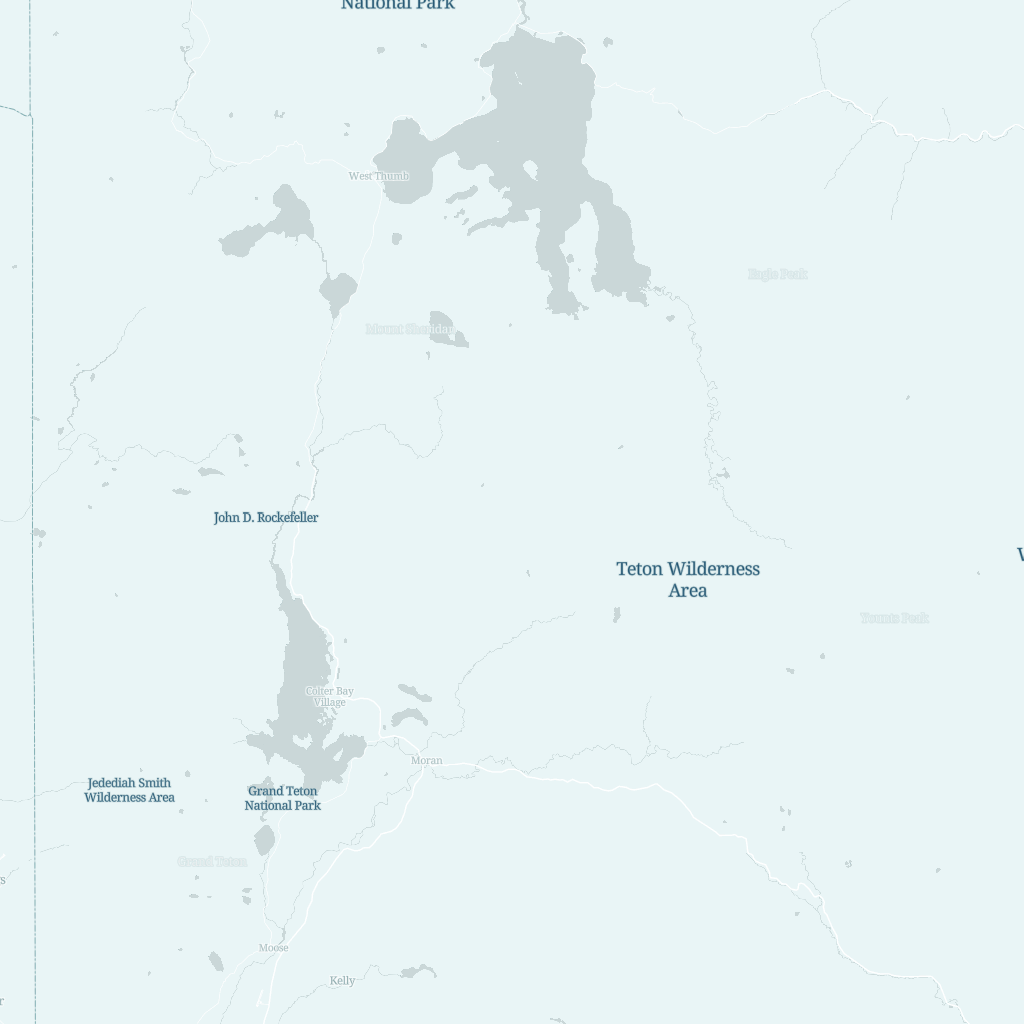 National Park
West Thumb
Eagle Peak
Mount Sheridan
John D. Rockefeller
Teton Wilderness
Area
Younts Peak
Colter Bay
Village
Moran
Jedediah Smith
Wilderness Area
Grand Teton
National Park
Grand Teton
Moose
Kelly